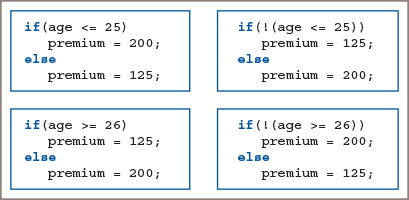 if(age <= 25)
   premium = 200;
else
   premium = 125;
if(!(age <= 25))
   premium = 125;
else
   premium = 200;
if(age >= 26)
   premium = 125;
else
   premium = 200;
if(!(age >= 26))
   premium = 200;
else
   premium = 125;